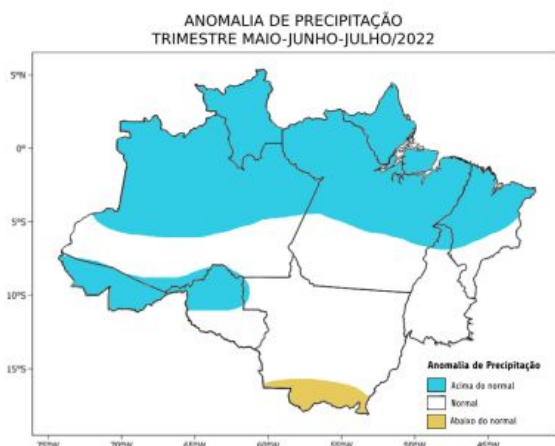 ANOMALIA DE PRECIPITAÇÃO
TRIMESTRE MAIO-JUNHO-JULHO/2022
5°N
0°
5°S
10°S
15°S
Anomalia de Precipitação
Acima do normal
Normal
Abaixo do normal